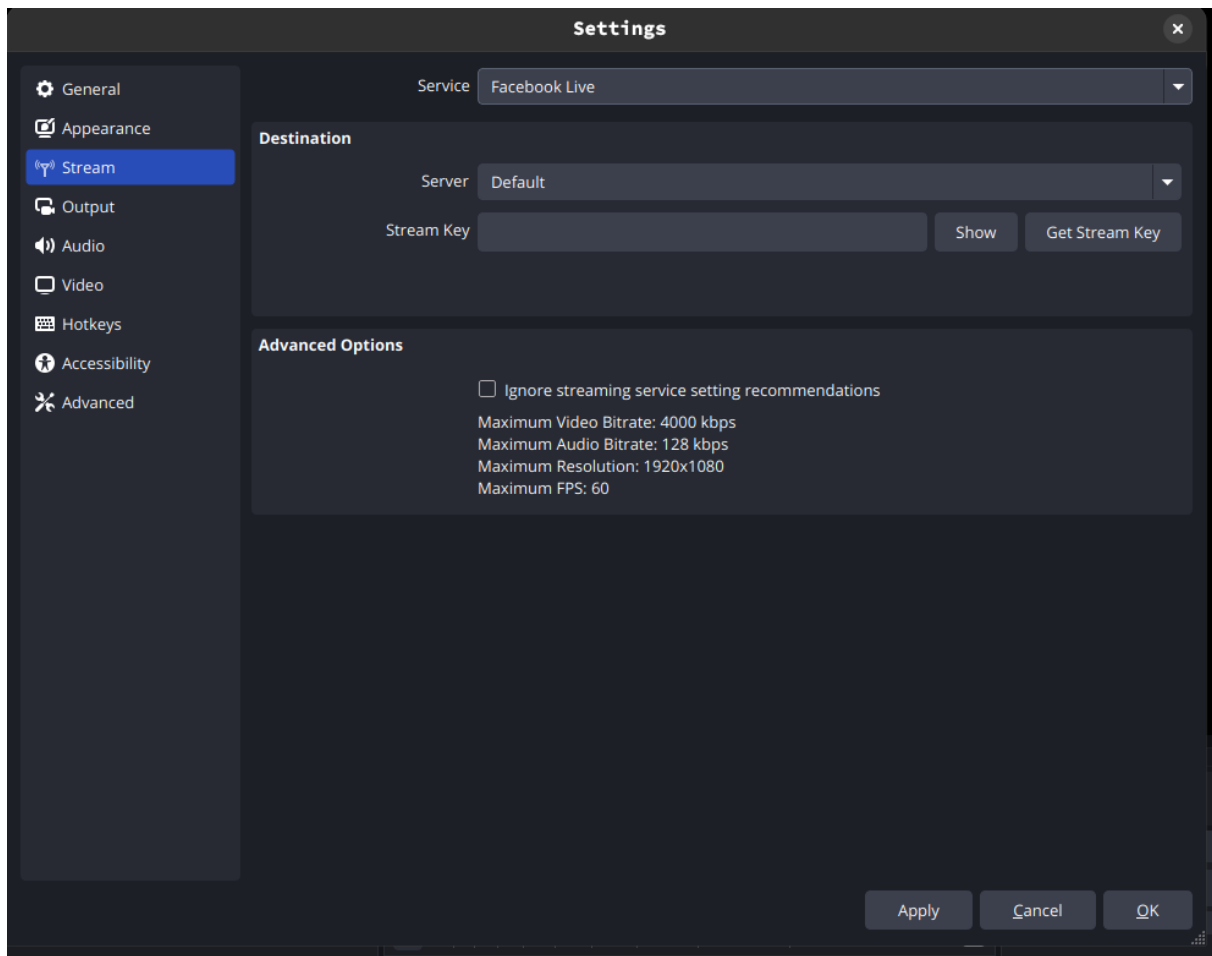 Settings
General
Appearance
Stream
Output
Audio
Video
Hotkeys
Accessibility
Advanced
Service Facebook Live
Destination
Server Default
Stream Key Show Get Stream Key
Advanced Options
Ignore streaming service setting recommendations
Maximum Video Bitrate: 4000 kbps
Maximum Audio Bitrate: 128 kbps
Maximum Resolution: 1920x1080
Maximum FPS: 60
Apply Cancel OK